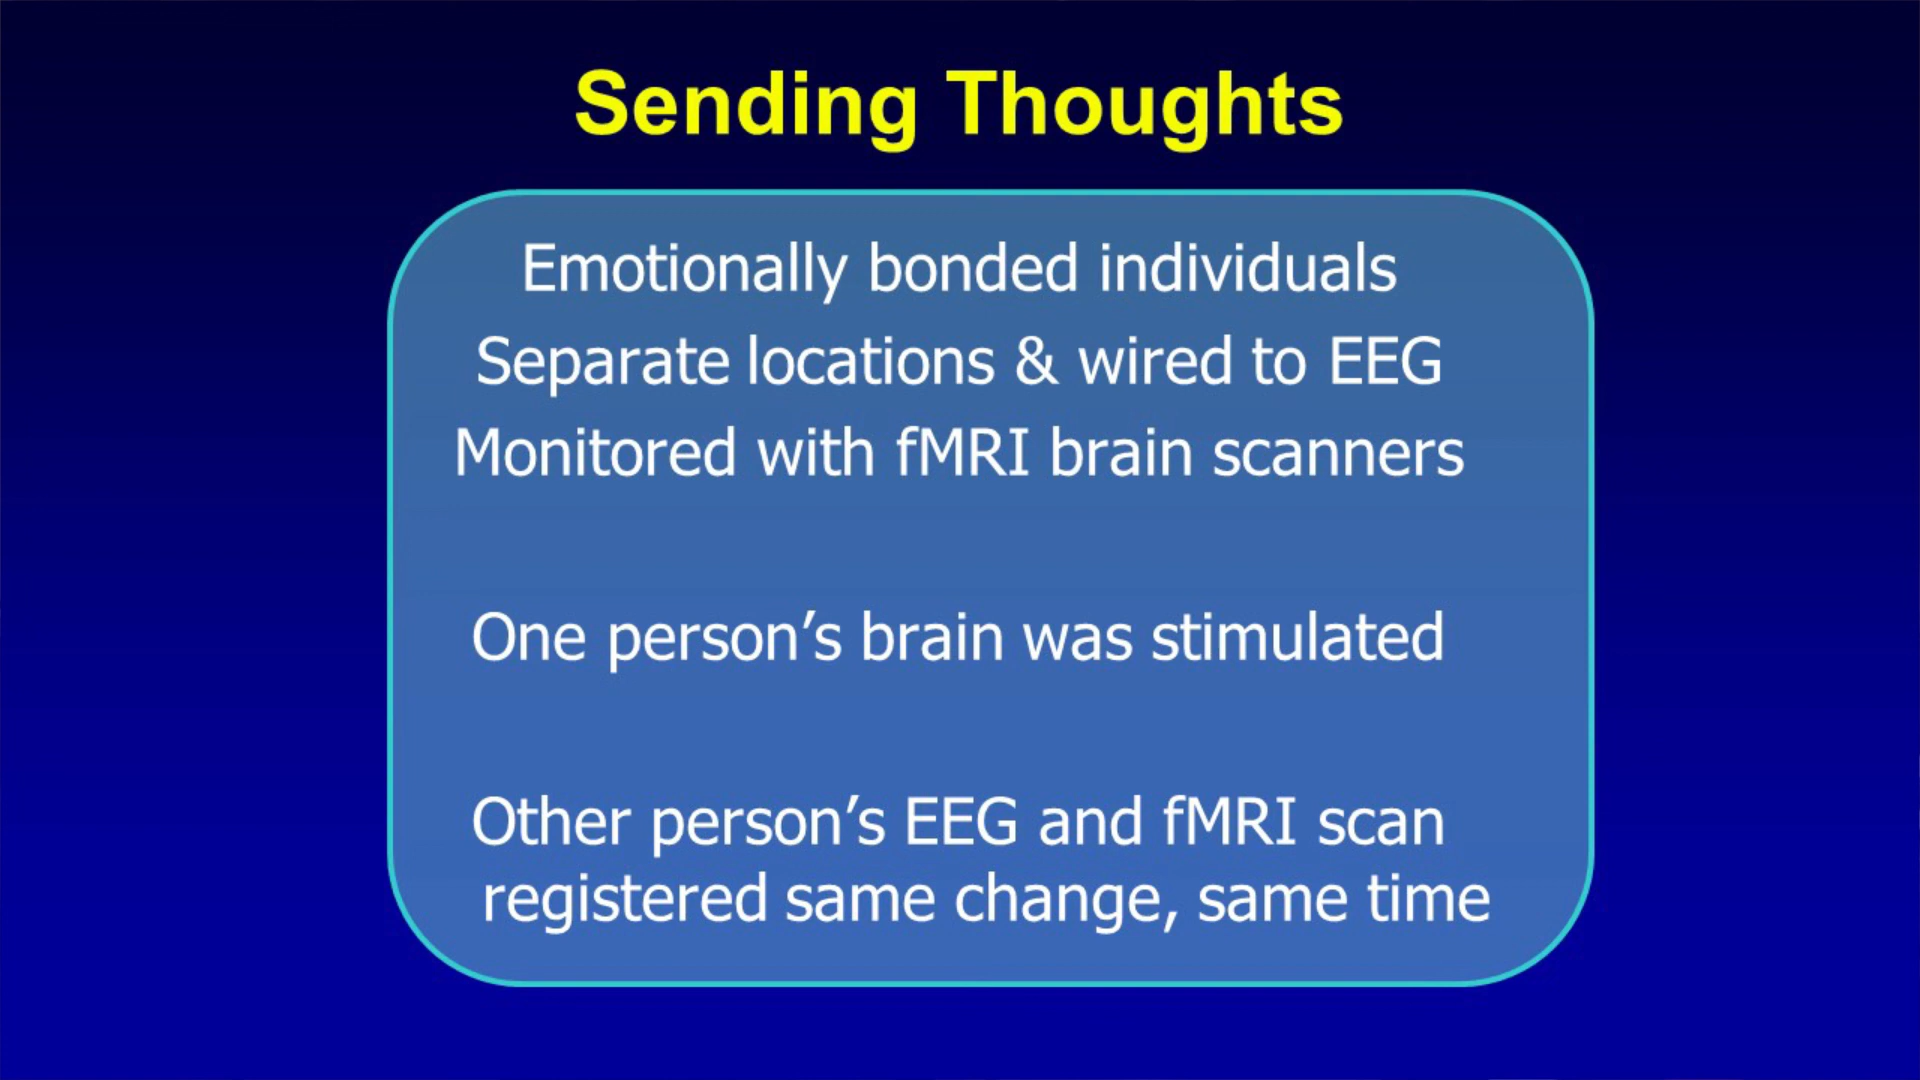 Sending Thoughts
Emotionally bonded individuals
Separate locations & wired to EEG
Monitored with fMRI brain scanners
One person’s brain was stimulated
Other person’s EEG and fMRI scan
registered same change, same time